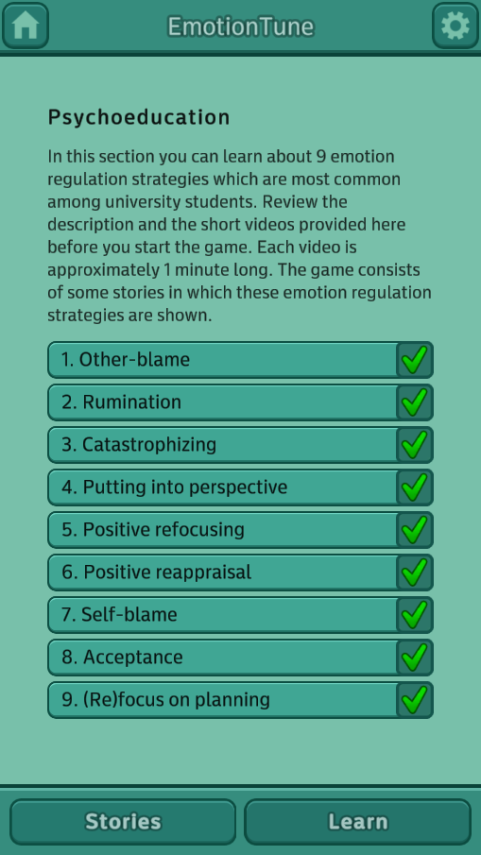 EmotionTune
Psychoeducation
In this section you can learn about 9 emotion
regulation strategies which are most common
among university students. Review the
description and the short videos provided here
before you start the game. Each video is
approximately 1 minute long. The game consists
of some stories in which these emotion regulation
strategies are shown.
1. Other-blame
2. Rumination
3. Catastrophizing
4. Putting into perspective
5. Positive refocusing
6. Positive reappraisal
7. Self-blame
8. Acceptance
9. (Re)focus on planning
Stories
Learn